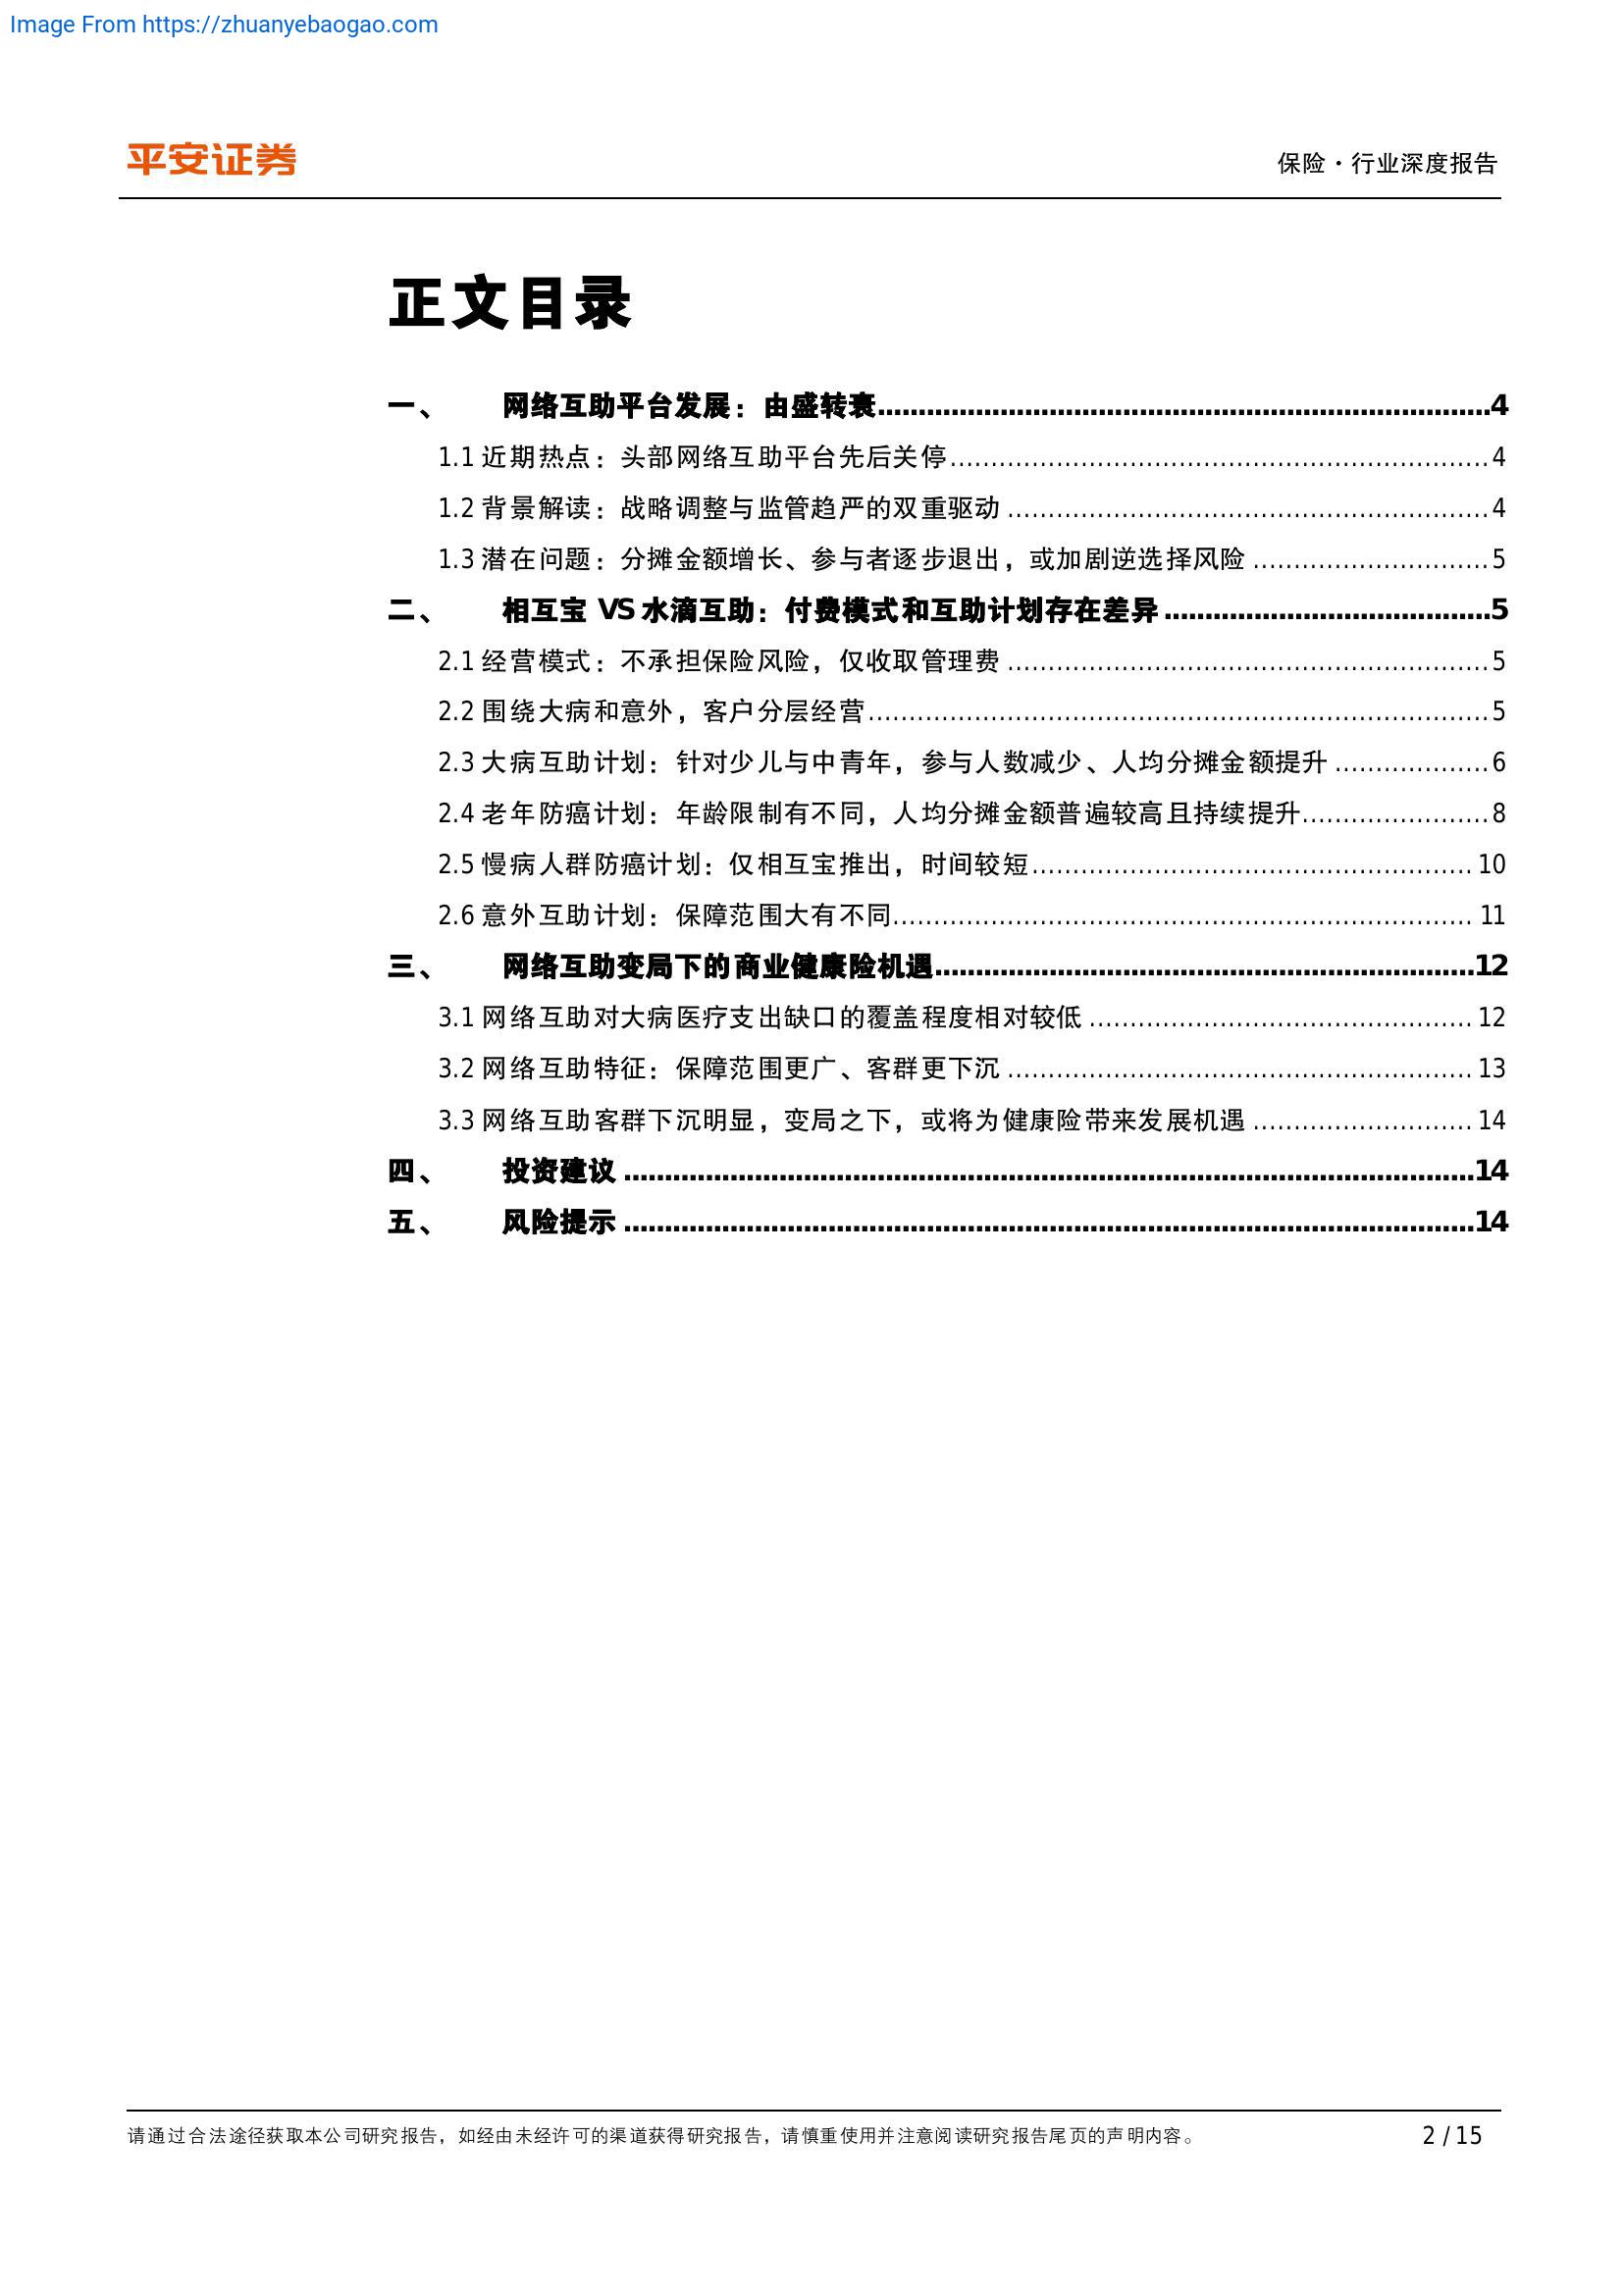 Image From https://zhuanyebaogao.com
平安证券
保险·行业深度报告
正文目录
一、 网络互助平台发展：由盛转衰........................................4
1.1 近期热点：头部网络互助平台先后关停........................................4
1.2 背景解读：战略调整与监管趋严的双重驱动........................................4
1.3 潜在问题：分摊金额增长、参与者逐步退出，或加剧逆选择风险........................................5
二、 相互宝 VS 水滴互助：付费模式和互助计划存在差异........................................5
2.1 经营模式：不承担保险风险，仅收取管理费........................................5
2.2 围绕大病和意外，客户分层经营........................................5
2.3 大病互助计划：针对少儿与中青年，参与人数减少、人均分摊金额提升........................................6
2.4 老年防癌计划：年龄限制有不同，人均分摊金额普遍较高且持续提升........................................8
2.5 慢病人群防癌计划：仅相互宝推出，时间较短........................................10
2.6 意外互助计划：保障范围大有不同........................................11
三、 网络互助变局下的商业健康险机遇........................................12
3.1 网络互助对大病医疗支出缺口的覆盖程度相对较低........................................12
3.2 网络互助特征：保障范围更广、客群更下沉........................................13
3.3 网络互助客群下沉明显，变局之下，或将为健康险带来发展机遇........................................14
四、 投资建议........................................14
五、 风险提示........................................14
请通过合法途径获取本公司研究报告，如经由未经许可的渠道获得研究报告，请慎重使用并注意阅读研究报告尾页的声明内容。
2 / 15